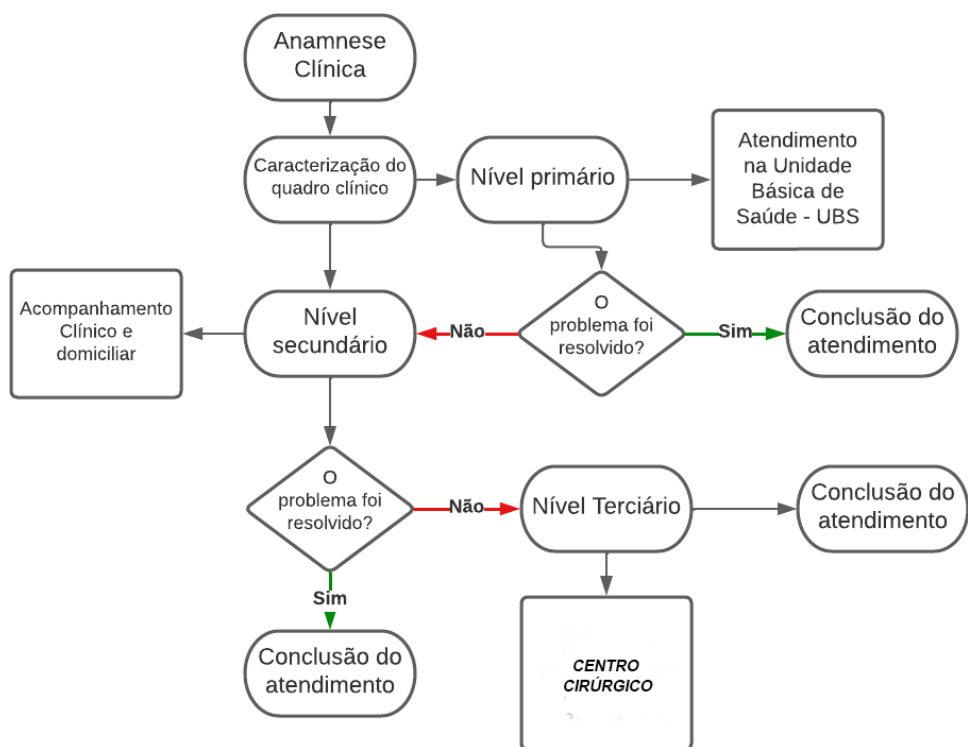 Anamnese
Clínica
Caracterização do
quadro clínico
Nível primário
Atendimento
na Unidade
Básica de
Saúde - UBS
Acompanhamento
Clínico e
domiciliar
Nível
secundário
Não
O
problema foi
resolvido?
Sim
Conclusão do
atendimento
O
problema foi
resolvido?
Não
Nível Terciário
Conclusão do
atendimento
Sim
Conclusão do
atendimento
CENTRO
CIRÚRGICO